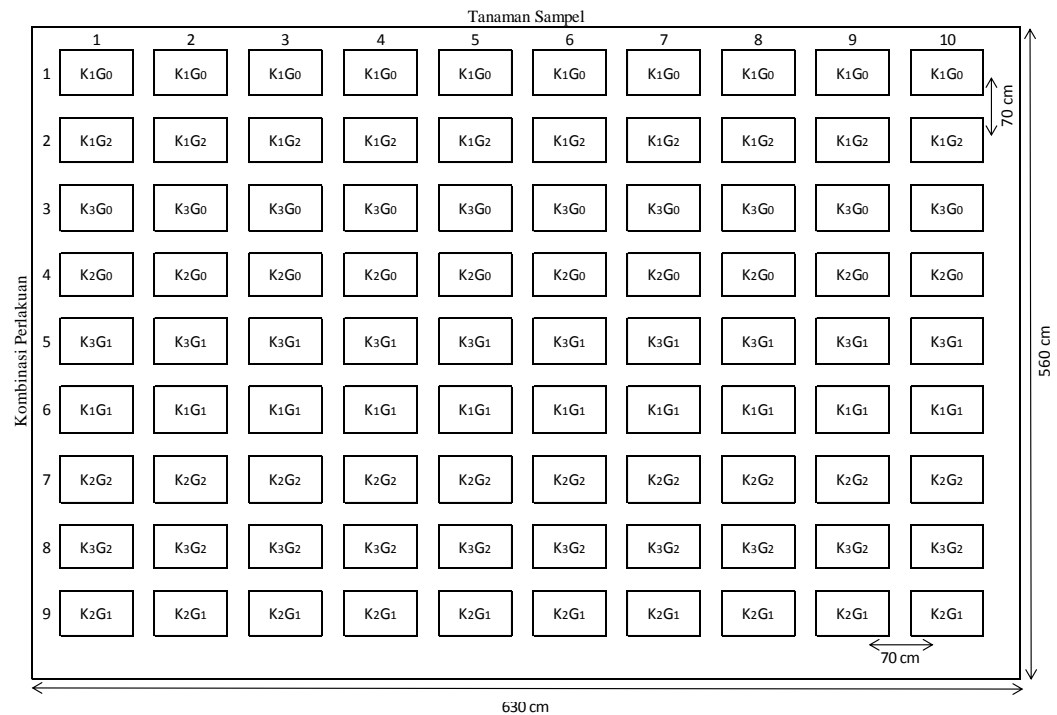 Tanaman Sampel
1 2 3 4 5 6 7 8 9 10
1 K1G0 K1G0 K1G0 K1G0 K1G0 K1G0 K1G0 K1G0 K1G0 K1G0
70 cm
2 K1G2 K1G2 K1G2 K1G2 K1G2 K1G2 K1G2 K1G2 K1G2 K1G2
3 K3G0 K3G0 K3G0 K3G0 K3G0 K3G0 K3G0 K3G0 K3G0 K3G0
4 K2G0 K2G0 K2G0 K2G0 K2G0 K2G0 K2G0 K2G0 K2G0 K2G0
Kombinasi Perlakuan
5 K3G1 K3G1 K3G1 K3G1 K3G1 K3G1 K3G1 K3G1 K3G1 K3G1
560 cm
6 K1G1 K1G1 K1G1 K1G1 K1G1 K1G1 K1G1 K1G1 K1G1 K1G1
7 K2G2 K2G2 K2G2 K2G2 K2G2 K2G2 K2G2 K2G2 K2G2 K2G2
8 K3G2 K3G2 K3G2 K3G2 K3G2 K3G2 K3G2 K3G2 K3G2 K3G2
9 K2G1 K2G1 K2G1 K2G1 K2G1 K2G1 K2G1 K2G1 K2G1 K2G1
70 cm
630 cm